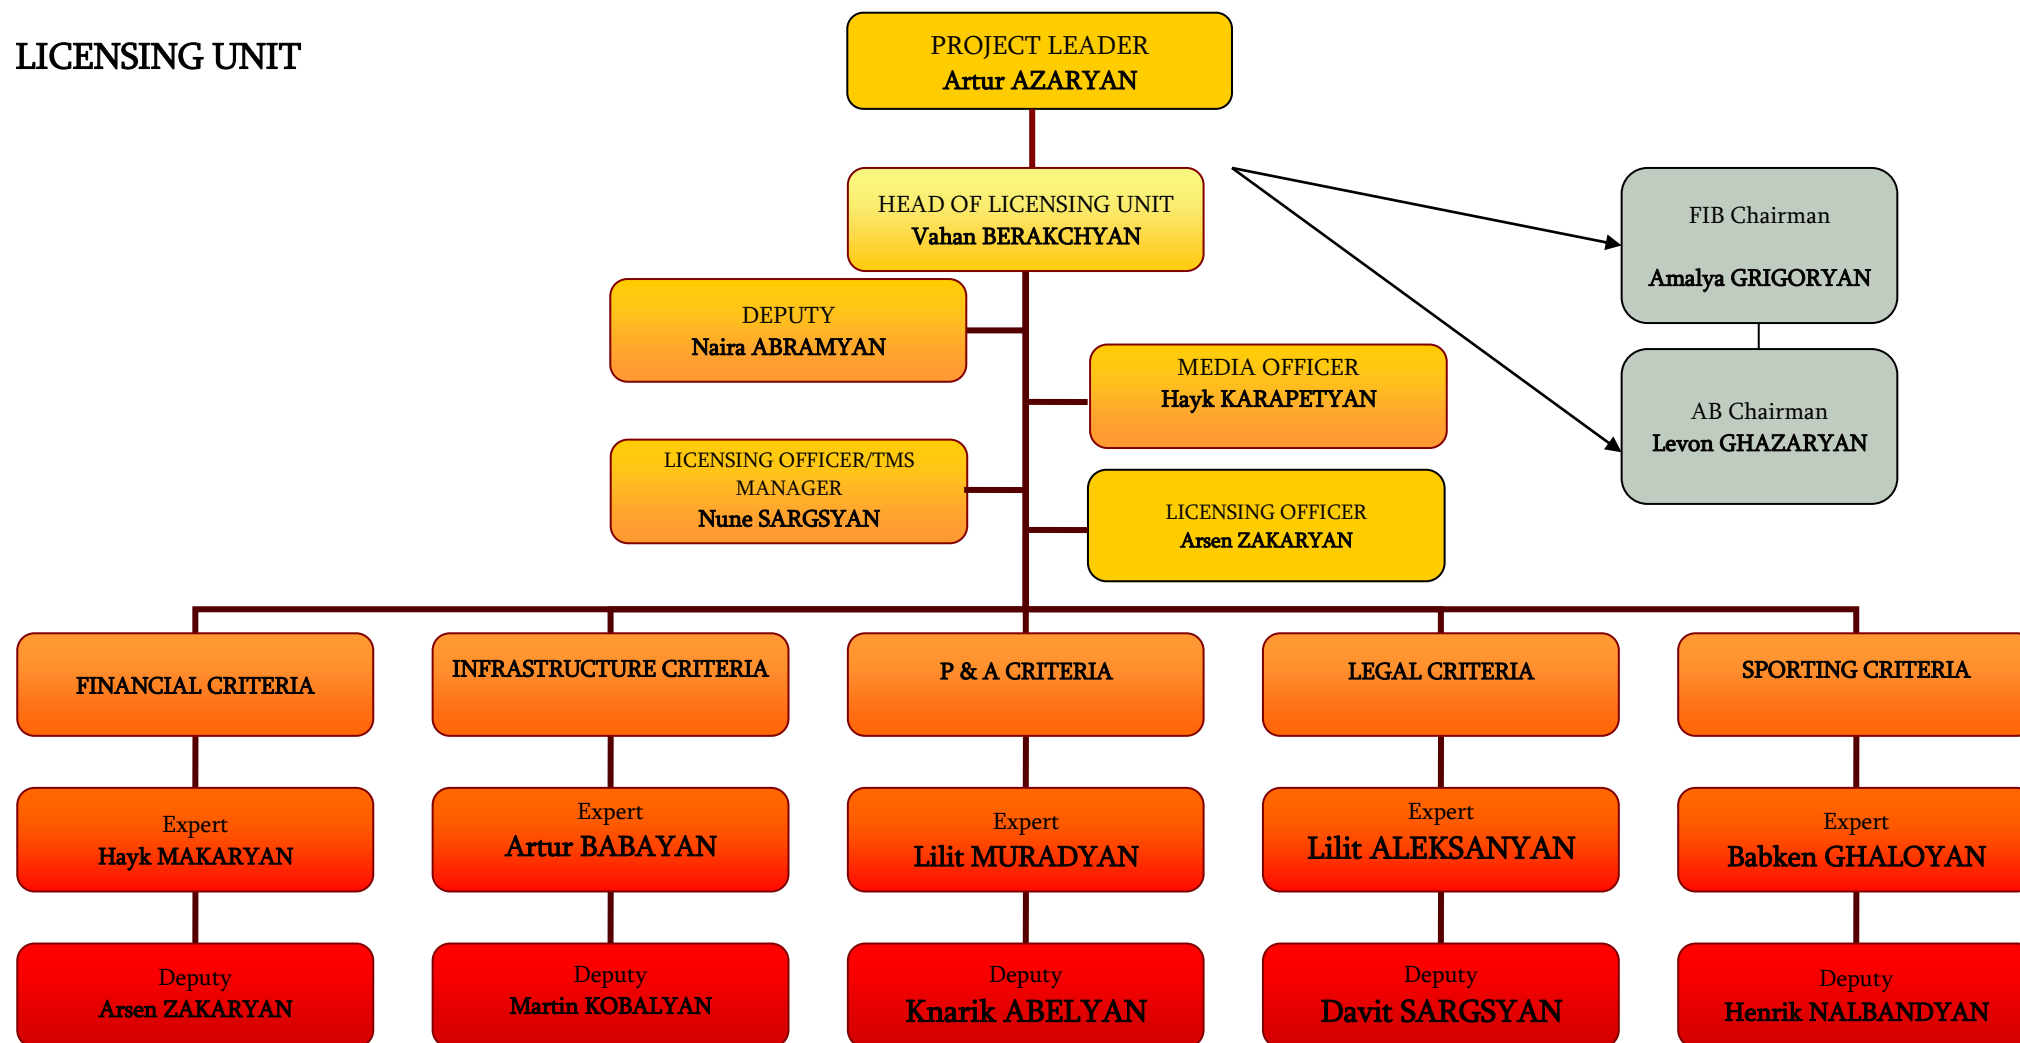 LICENSING UNIT
PROJECT LEADER
Artur AZARYAN
HEAD OF LICENSING UNIT
Vahan BERAKCHYAN
FIB Chairman
Amalya GRIGORYAN
DEPUTY
Naira ABRAMYAN
MEDIA OFFICER
Hayk KARAPETYAN
AB Chairman
Levon GHAZARYAN
LICENSING OFFICER/TMS
MANAGER
Nune SARGSYAN
LICENSING OFFICER
Arsen ZAKARYAN
FINANCIAL CRITERIA
INFRASTRUCTURE CRITERIA
P & A CRITERIA
LEGAL CRITERIA
SPORTING CRITERIA
Expert
Hayk MAKARYAN
Expert
Artur BABAYAN
Expert
Lilit MURADYAN
Expert
Lilit ALEKSANYAN
Expert
Babken GHALOYAN
Deputy
Arsen ZAKARYAN
Deputy
Martin KOBALYAN
Deputy
Knarik ABELYAN
Deputy
Davit SARGSYAN
Deputy
Henrik NALBANDYAN